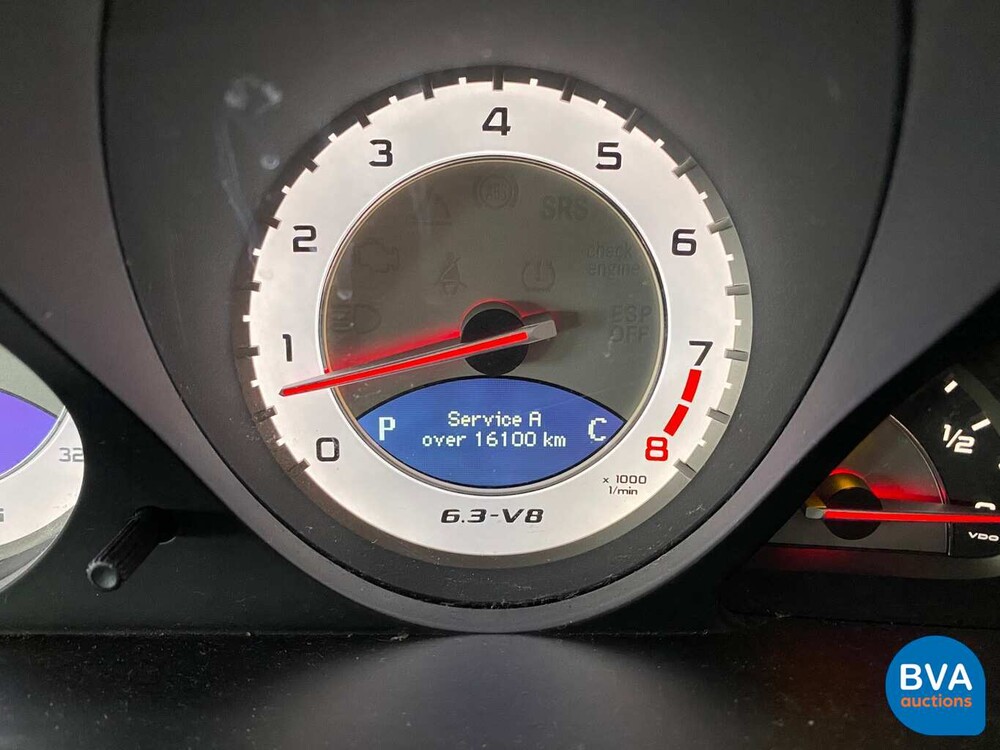 4
3
5
2
6
1
7
0
8
SRS
check
engine
ESP
OFF
P
Service A
over 16100 km
C
x 1000
1/min
6.3-V8
32
1/2
VDO
BVA
auctions